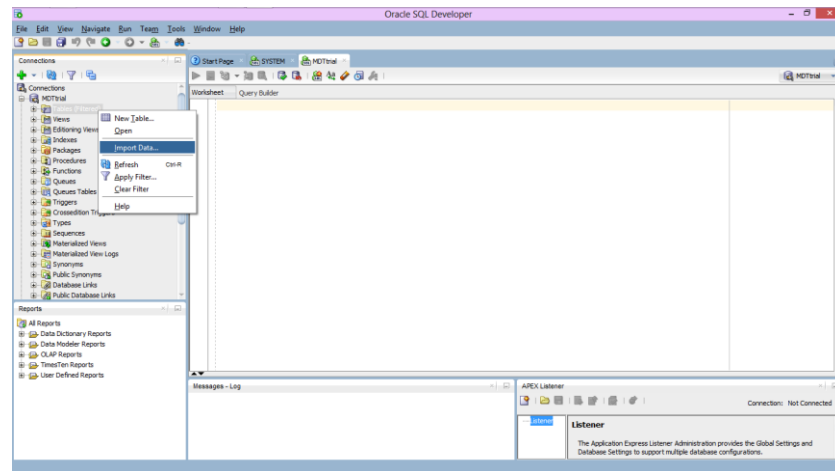 Oracle SQL Developer
File Edit View Navigate Run Team Tools Window Help
Connections
Start Page SYSTEM MDTtrial
MDTtrial
Worksheet Query Builder
Connections
MDTtrial
Tables (Filtered)
Views
Editioning Views
Indexes
Packages
Procedures
Functions
Queues
Queues Tables
Triggers
Crossedition Triggers
Types
Sequences
Materialized Views
Materialized View Logs
Synonyms
Public Synonyms
Database Links
Public Database Links
New Table...
Open
Import Data...
Refresh Ctrl-R
Apply Filter...
Clear Filter
Help
Reports
All Reports
Data Dictionary Reports
Data Modeler Reports
OLAP Reports
TimesTen Reports
User Defined Reports
Messages - Log
APEX Listener
Connection: Not Connected
Listener
Listener
The Application Express Listener Administration provides the Global Settings and
Database Settings to support multiple database configurations.